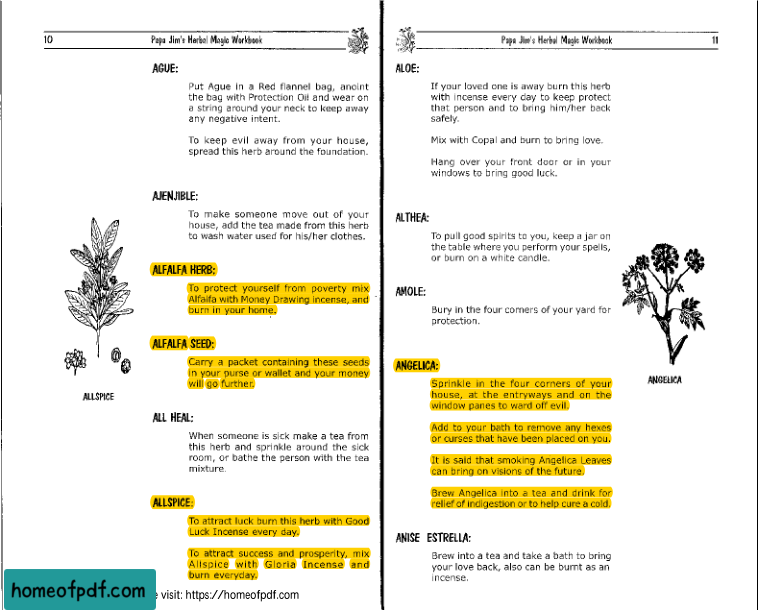 10
Papa Jim's Herbal Magic Workbook
AGUE:
Put Ague in a Red flannel bag, anoint
the bag with Protection Oil and wear on
a string around your neck to keep away
any negative intent.
To keep evil away from your house,
spread this herb around the foundation.
AJENJIBLE:
To make someone move out of your
house, add the tea made from this herb
to wash water used for his/her clothes.
ALFALFA HERB:
To protect yourself from poverty mix
Alfalfa with Money Drawing incense, and
burn in your home.
ALFALFA SEED:
Carry a packet containing these seeds
in your purse or wallet and your money
will go further.
ALLSPICE
ALL HEAL:
When someone is sick make a tea from
this herb and sprinkle around the sick
room, or bathe the person with the tea
mixture.
ALLSPICE:
To attract luck burn this herb with Good
Luck Incense every day.
To attract success and prosperity, mix
Allspice with Gloria Incense and
burn everyday.
Papa Jim's Herbal Magic Workbook
11
ALOE:
If your loved one is away burn this herb
with incense every day to keep protect
that person and to bring him/her back
safely.
Mix with Copal and burn to bring love.
Hang over your front door or in your
windows to bring good luck.
ALTHEA:
To pull good spirits to you, keep a jar on
the table where you perform your spells,
or burn on a white candle.
AMOLE:
Bury in the four corners of your yard for
protection.
ANGELICA:
Sprinkle in the four corners of your
house, at the entryways and on the
window panes to ward off evil.
Add to your bath to remove any hexes
or curses that have been placed on you.
It is said that smoking Angelica Leaves
can bring on visions of the future.
Brew Angelica into a tea and drink for
relief of indigestion or to help cure a cold.
ANGELICA
ANISE ESTRELLA:
Brew into a tea and take a bath to bring
your love back, also can be burnt as an
incense.
homeofpdf.com
e visit: https://homeofpdf.com